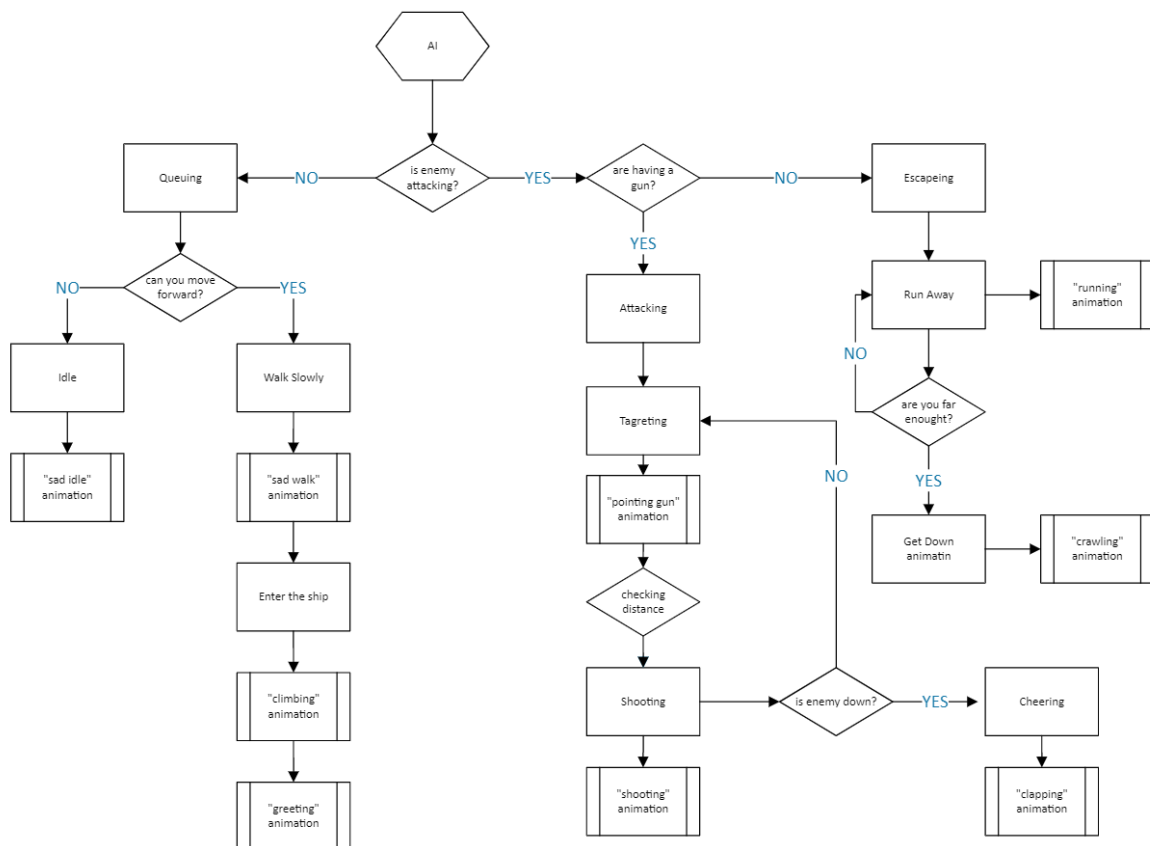 AI
Queuing
NO
is enemy
attacking?
YES
are having a
gun?
NO
Escapeing
YES
can you move
forward?
NO
YES
Attacking
Run Away
"running"
animation
NO
Idle
Walk Slowly
Tagreting
are you far
enought?
"sad idle"
animation
"sad walk"
animation
"pointing gun"
animation
NO
YES
Get Down
animatin
"crawling"
animation
Enter the ship
checking
distance
"climbing"
animation
Shooting
is enemy down?
YES
Cheering
"greeting"
animation
"shooting"
animation
"clapping"
animation